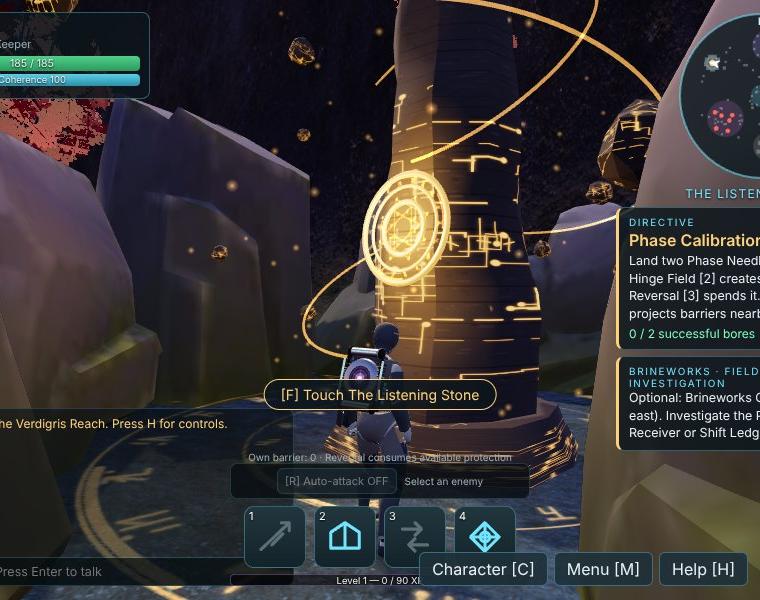 Keeper
185 / 185
Coherence 100
THE LISTEN
DIRECTIVE
Phase Calibration
Land two Phase Needl
Hinge Field [2] creates
Reversal [3] spends it.
projects barriers nearb
0 / 2 successful bores
BRINEWORKS · FIELD
INVESTIGATION
Optional: Brineworks
east). Investigate the
Receiver or Shift Ledg
[F] Touch The Listening Stone
he Verdigris Reach. Press H for controls.
Own barrier: 0 · Reversal consumes available protection
[R] Auto-attack OFF Select an enemy
1 2 3 4
Press Enter to talk
Level 1 — 0 / 90 XP
Character [C] Menu [M] Help [H]